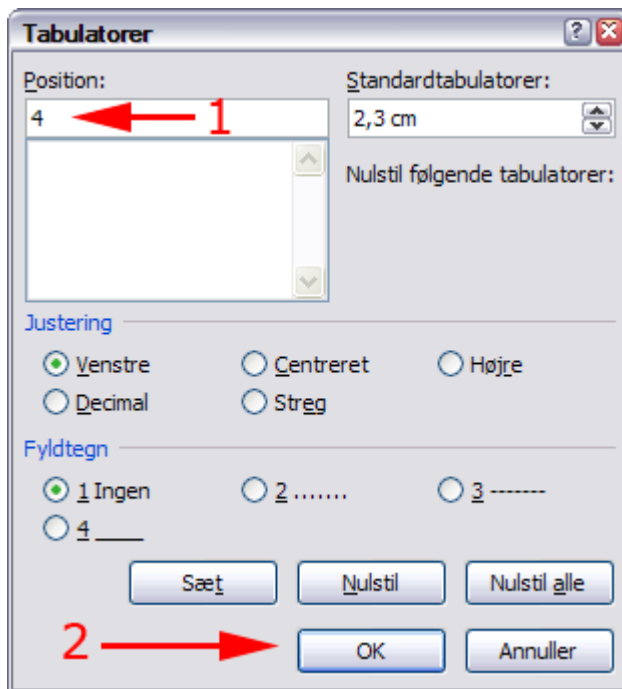 Tabulatorer
Position: Standardtabulatorer:
4 1 2,3 cm
Nulstil følgende tabulatorer:
Justering
Venstre Centreret Højre
Decimal Streg
Fyldtegn
1 Ingen 2 ....... 3 -------
4 ____
Sæt Nulstil Nulstil alle
2 OK Annuller